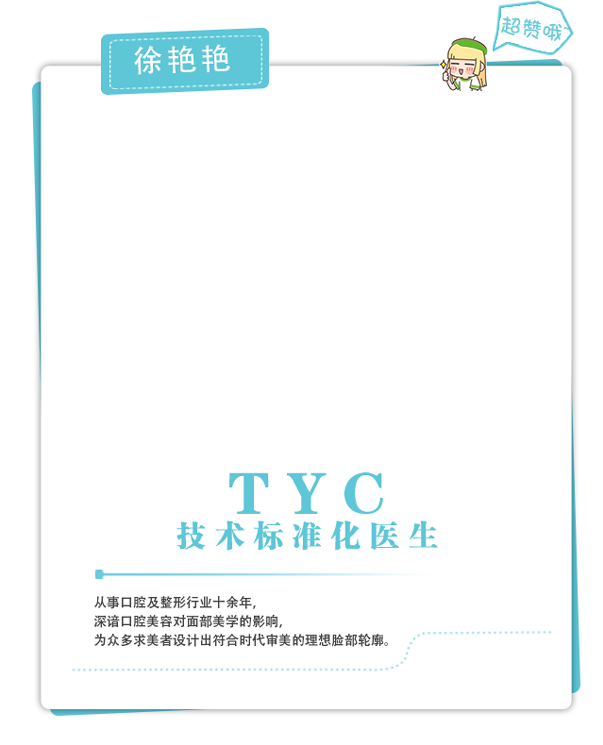 徐艳艳
超赞哦~
TYC
技术标准化医生
从事口腔及整形行业十余年，
深谙口腔美容对面部美学的影响，
为众多求美者设计出符合时代审美的理想脸部轮廓。